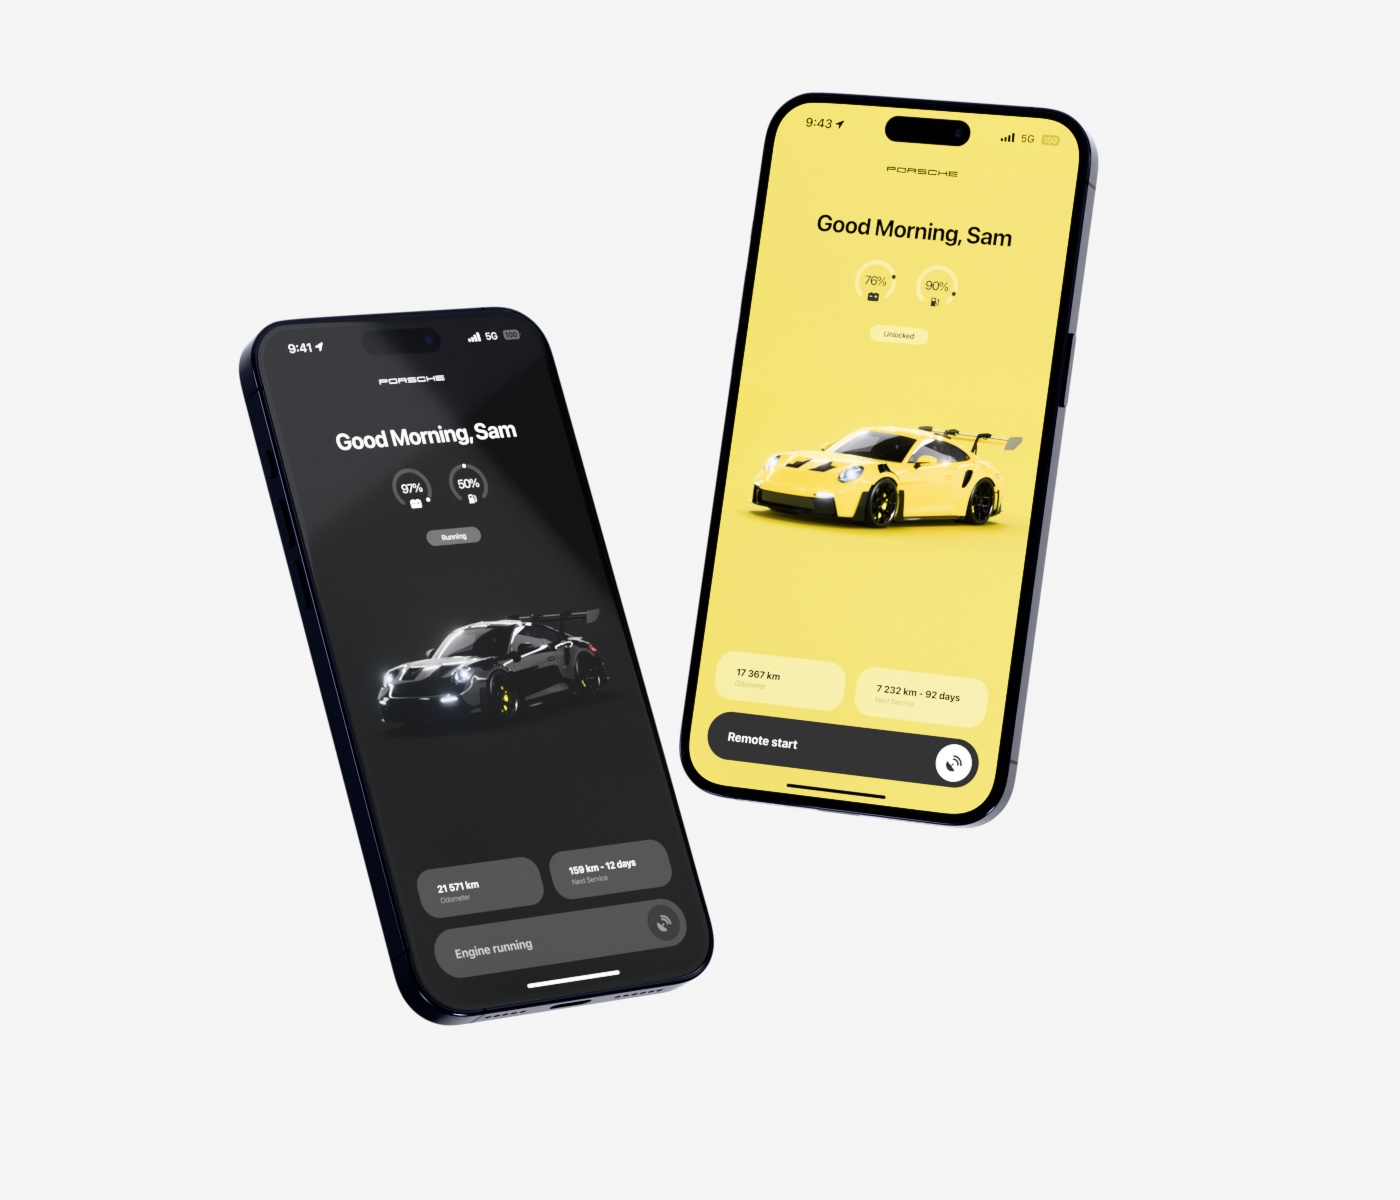 9:41
5G
100
PORSCHE
Good Morning, Sam
97%
50%
Running
21 571 km
Odometer
159 km - 12 days
Next Service
Engine running
9:43
5G
100
PORSCHE
Good Morning, Sam
76%
90%
Unlocked
17 367 km
Odometer
7 232 km - 92 days
Next Service
Remote start